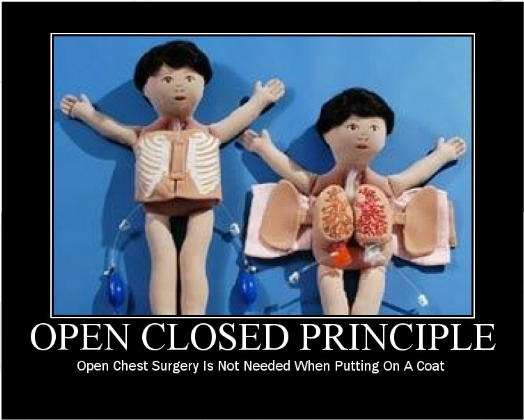 OPEN CLOSED PRINCIPLE
Open Chest Surgery Is Not Needed When Putting On A Coat